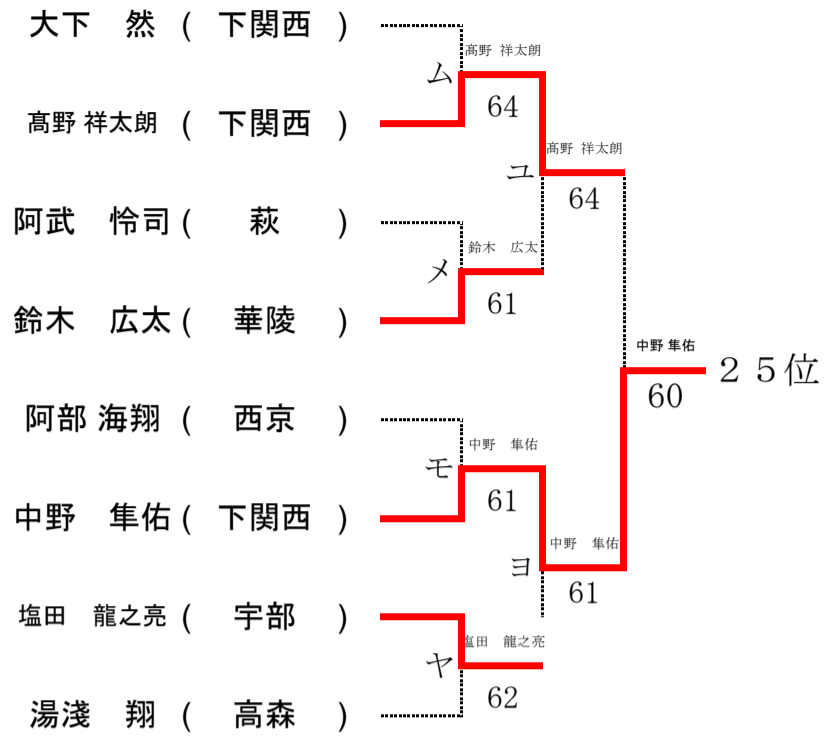 大下　然 ( 下関西 )
髙野 祥太朗
ム
64
髙野 祥太朗 ( 下関西 )
髙野 祥太朗
ユ
64
阿武　怜司 ( 萩 )
鈴木　広太
メ
61
鈴木　広太 ( 華陵 )
中野 隼佑
２５位
60
阿部 海翔 ( 西京 )
中野　隼佑
モ
61
中野　隼佑 ( 下関西 )
中野　隼佑
ヨ
61
塩田　龍之亮 ( 宇部 )
塩田　龍之亮
ヤ
62
湯淺　翔 ( 高森 )